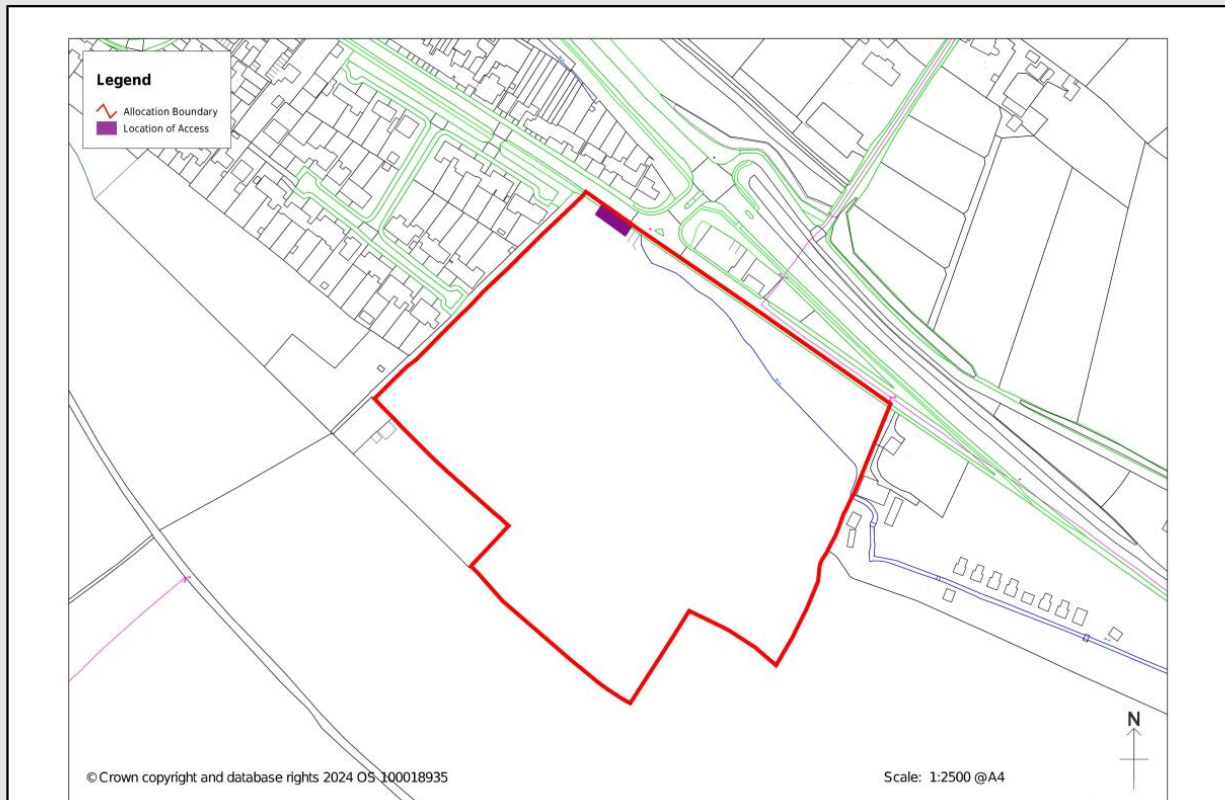 Legend
Allocation Boundary
Location of Access
N
© Crown copyright and database rights 2024 OS 100018935
Scale: 1:2500 @A4